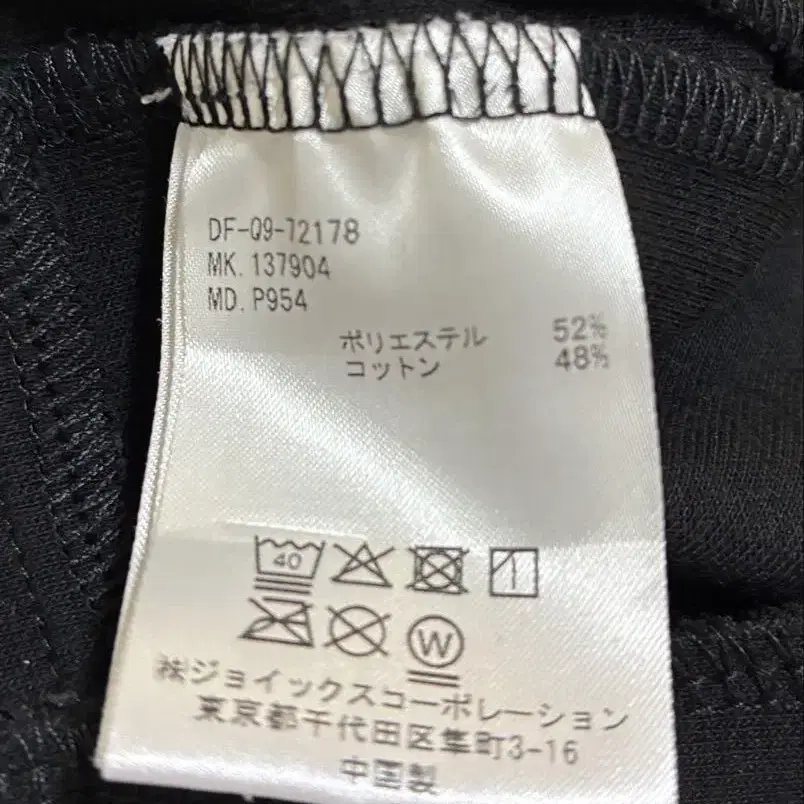 DF-Q9-72178
MK. 137904
MD. P954
ポリエステル 52%
コットン 48%
40
W
㈱ジョイックスコーポレーション
東京都千代田区隼町3-16
中国製